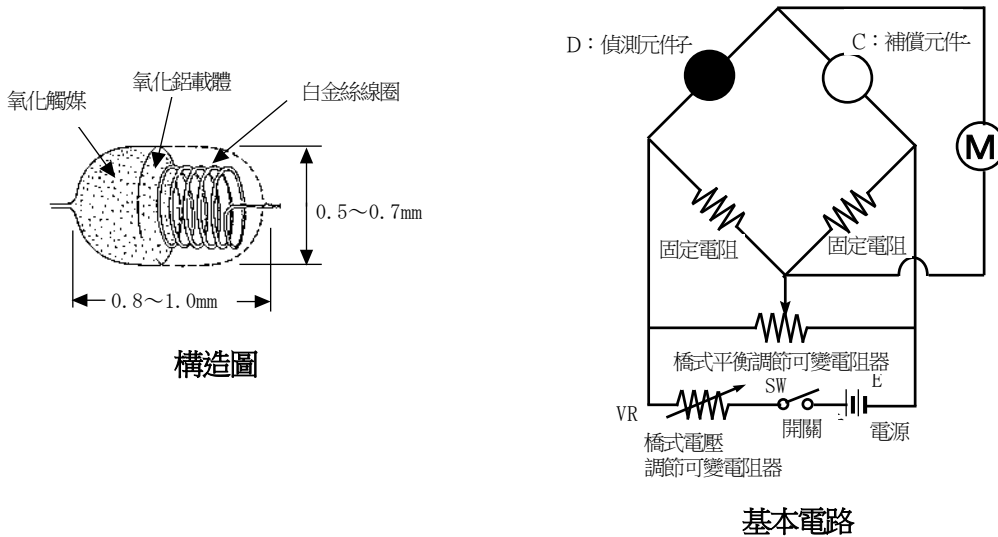 氧化觸媒
氧化鋁載體
白金絲線圈
0.5～0.7mm
0.8～1.0mm
構造圖
D：偵測元件子
C：補償元件
M
固定電阻
固定電阻
橋式平衡調節可變電阻器
VR
SW
E
開關
電源
橋式電壓
調節可變電阻器
基本電路